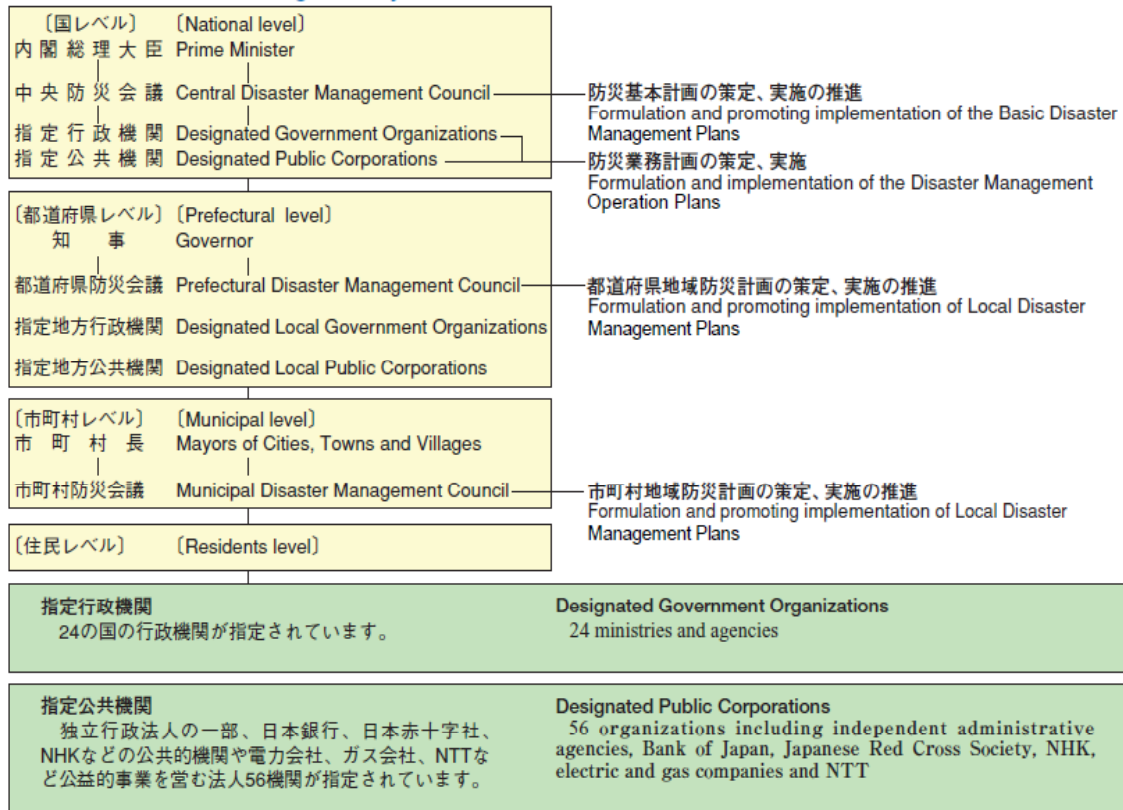 〔国レベル〕 〔National level〕
内閣総理大臣 Prime Minister
中央防災会議 Central Disaster Management Council
防災基本計画の策定、実施の推進
Formulation and promoting implementation of the Basic Disaster
Management Plans
指定行政機関 Designated Government Organizations
指定公共機関 Designated Public Corporations
防災業務計画の策定、実施
Formulation and implementation of the Disaster Management
Operation Plans
〔都道府県レベル〕 〔Prefectural level〕
知事 Governor
都道府県防災会議 Prefectural Disaster Management Council
都道府県地域防災計画の策定、実施の推進
Formulation and promoting implementation of Local Disaster
Management Plans
指定地方行政機関 Designated Local Government Organizations
指定地方公共機関 Designated Local Public Corporations
〔市町村レベル〕 〔Municipal level〕
市町村長 Mayors of Cities, Towns and Villages
市町村防災会議 Municipal Disaster Management Council
市町村地域防災計画の策定、実施の推進
Formulation and promoting implementation of Local Disaster
Management Plans
〔住民レベル〕 〔Residents level〕
指定行政機関
24の国の行政機関が指定されています。
Designated Government Organizations
24 ministries and agencies
指定公共機関
独立行政法人の一部、日本銀行、日本赤十字社、
NHKなどの公共的機関や電力会社、ガス会社、NTTな
ど公益的事業を営む法人56機関が指定されています。
Designated Public Corporations
56 organizations including independent administrative
agencies, Bank of Japan, Japanese Red Cross Society, NHK,
electric and gas companies and NTT